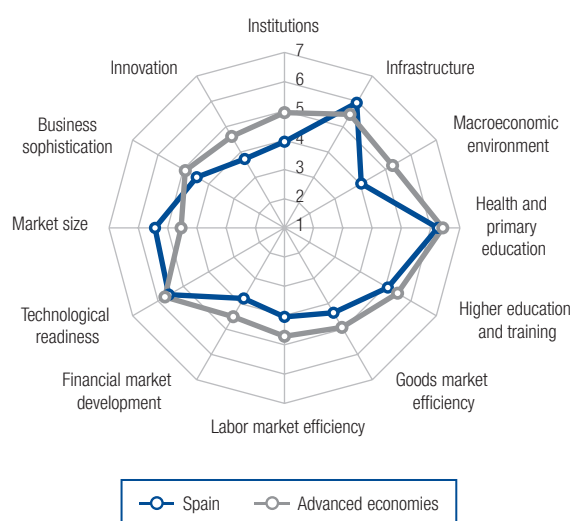 Institutions
7
6
5
4
3
2
1
Infrastructure
Macroeconomic
environment
Health and
primary
education
Higher education
and training
Goods market
efficiency
Labor market efficiency
Financial market
development
Technological
readiness
Market size
Business
sophistication
Innovation
Spain
Advanced economies